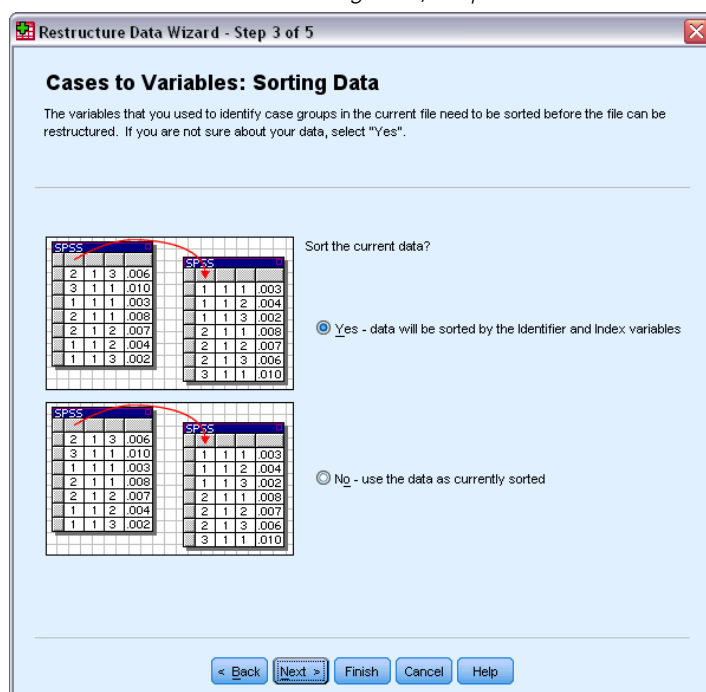 Restructure Data Wizard - Step 3 of 5
Cases to Variables: Sorting Data
The variables that you used to identify case groups in the current file need to be sorted before the file can be
restructured. If you are not sure about your data, select "Yes".
SPSS
2 1 3 .006
3 1 1 .010
1 1 1 .003
2 1 1 .008
2 1 2 .007
1 1 2 .004
1 1 3 .002
SPSS
1 1 1 .003
1 1 2 .004
1 1 3 .002
2 1 1 .008
2 1 2 .007
2 1 3 .006
3 1 1 .010
Sort the current data?
Yes - data will be sorted by the Identifier and Index variables
SPSS
2 1 3 .006
3 1 1 .010
1 1 1 .003
2 1 1 .008
2 1 2 .007
1 1 2 .004
1 1 3 .002
SPSS
1 1 1 .003
1 1 2 .004
1 1 3 .002
2 1 1 .008
2 1 2 .007
2 1 3 .006
3 1 1 .010
No - use the data as currently sorted
< Back Next > Finish Cancel Help